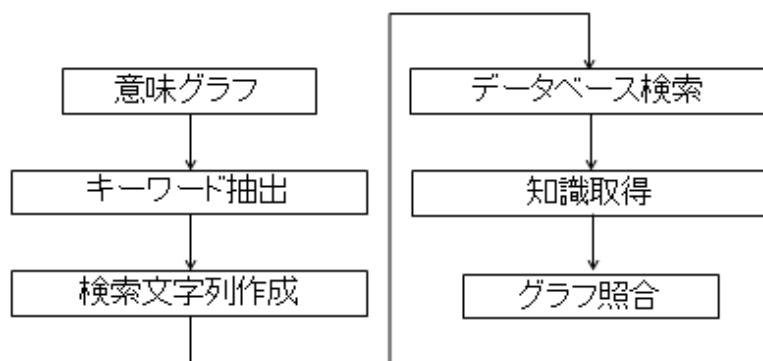 意味グラフ
キーワード抽出
検索文字列作成
データベース検索
知識取得
グラフ照合